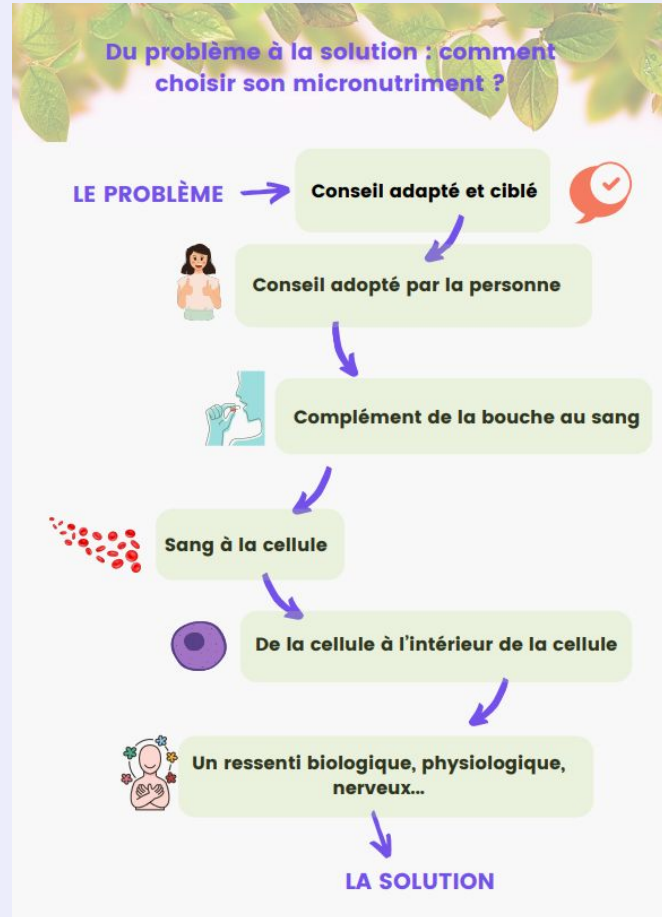 Du problème à la solution : comment
choisir son micronutriment ?
LE PROBLÈME
Conseil adapté et ciblé
Conseil adopté par la personne
Complément de la bouche au sang
Sang à la cellule
De la cellule à l'intérieur de la cellule
Un ressenti biologique, physiologique,
nerveux...
LA SOLUTION